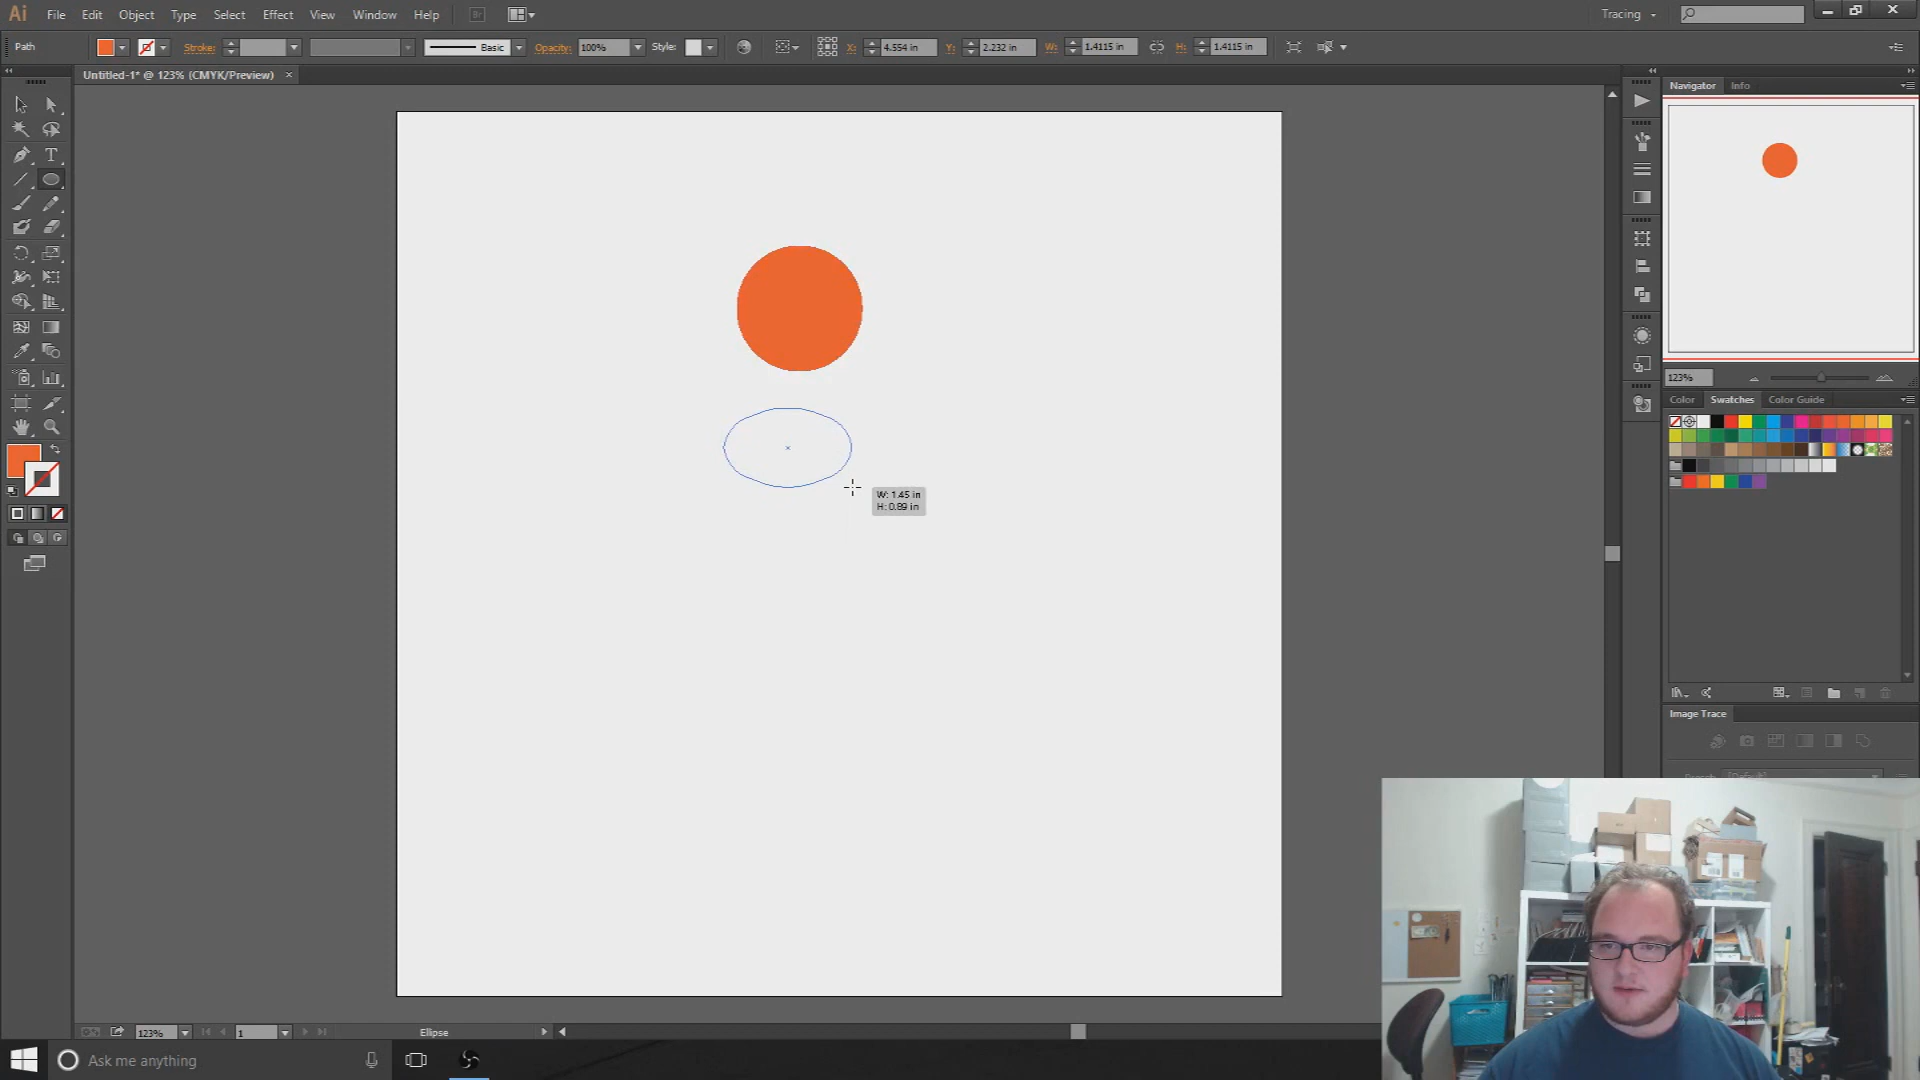 Ai File Edit Object Type Select Effect View Window Help Br Tracing
Path Stroke: Basic Opacity: 100% Style: X: 4.554 in Y: 2.232 in W: 1.4115 in H: 1.4115 in
Untitled-1* @ 123% (CMYK/Preview) ×
Navigator Info
123%
Color Swatches Color Guide
W: 1.45 in
H: 0.89 in
Image Trace
[Default]
123% 1 Ellipse
Ask me anything